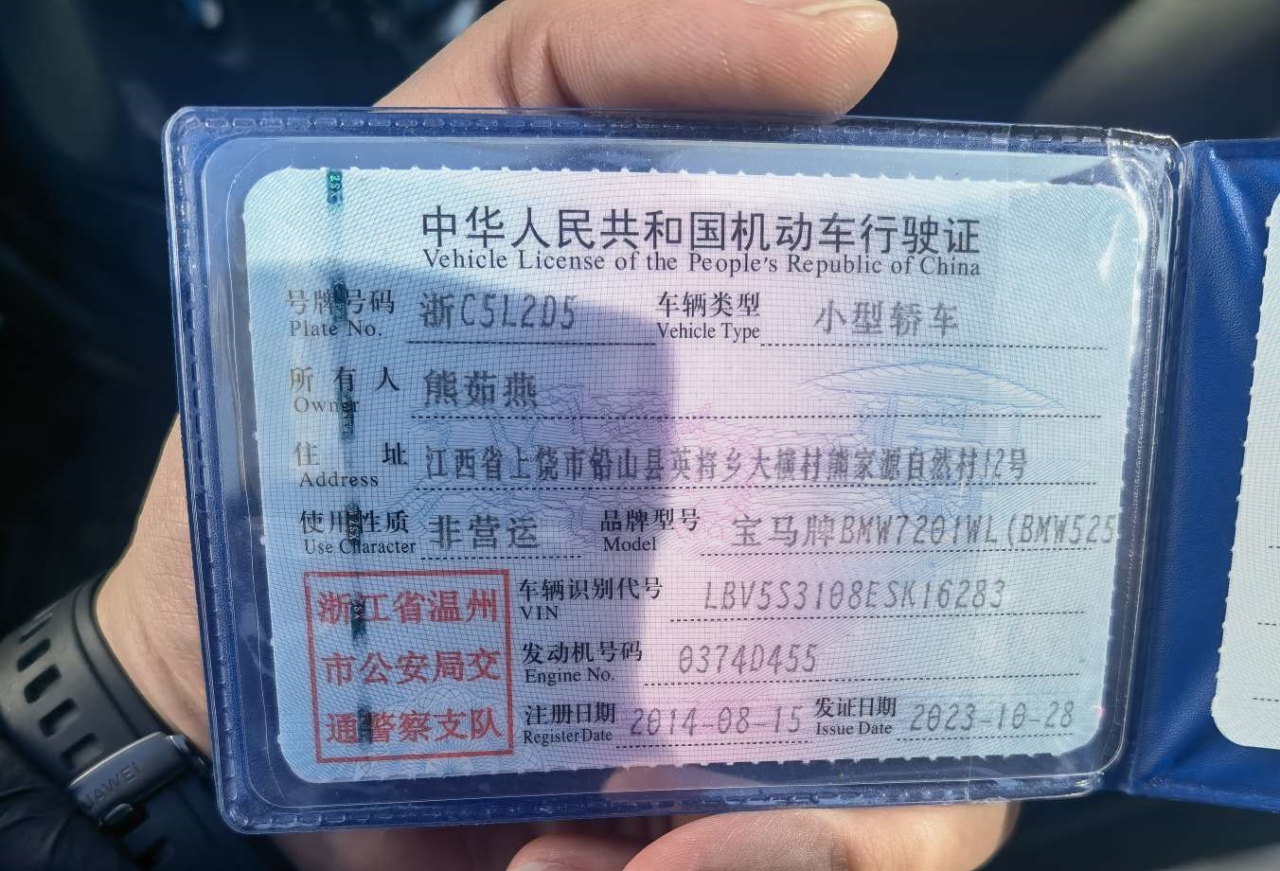 中华人民共和国机动车行驶证
Vehicle License of the People's Republic of China
号牌号码 浙C5L2D5 车辆类型 小型轿车
Plate No. Vehicle Type
所有人 熊茹燕
Owner
住址 江西省上饶市铅山县英将乡大横村熊家源自然村12号
Address
使用性质 非营运 品牌型号 宝马牌BMW7201WL(BMW525
Use Character Model
浙江省温州
市公安局交
通警察支队
车辆识别代号 LBV5S3108ESK16283
VIN
发动机号码 0374D455
Engine No.
注册日期 2014-08-15 发证日期 2023-10-28
Register Date Issue Date
HUAWEI